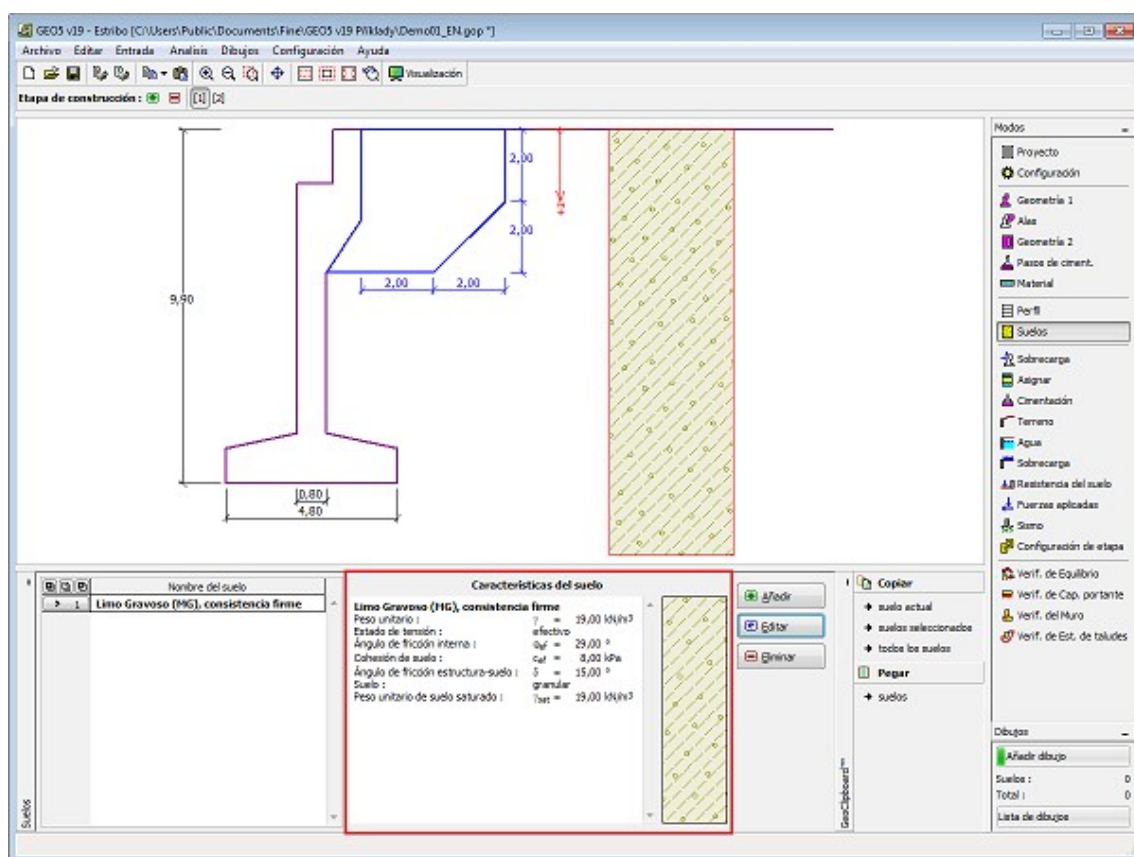 GEO5 v19 - Estribo [C:\Users\Public\Documents\Fine\GEO5 v19 Příklady\Demo01_EN.gop *]
Archivo Editar Entrada Analisis Dibujos Configuración Ayuda
Visualización
Etapa de construcción : [1] [2]
2,00
+z
2,00
2,00 2,00
9,90
0,80
4,80
Modos
Proyecto
Configuración
Geometría 1
Alas
Geometría 2
Pasos de ciment.
Material
Perfil
Suelos
Sobrecarga
Asignar
Cimentación
Terreno
Agua
Sobrecarga
Resistencia del suelo
Fuerzas aplicadas
Sismo
Configuración de etapa
Verif. de Equilibrio
Verif. de Cap. portante
Verif. del Muro
Verif. de Est. de taludes
Nombre del suelo
> 1 Limo Gravoso (MG), consistencia firme
Características del suelo
Limo Gravoso (MG), consistencia firme
Peso unitario : γ = 19,00 kN/m³
Estado de tensión : efectivo
Ángulo de fricción interna : φef = 29,00 °
Cohesión de suelo : cef = 8,00 kPa
Ángulo de fricción estructura-suelo : δ = 15,00 °
Suelo : granular
Peso unitario de suelo saturado : γsat = 19,00 kN/m³
Añadir
Editar
Eliminar
Copiar
suelo actual
suelos seleccionados
todos los suelos
Pegar
suelos
Suelos
GeoClipboard™
Dibujos
Añadir dibujo
Suelos : 0
Total : 0
Lista de dibujos